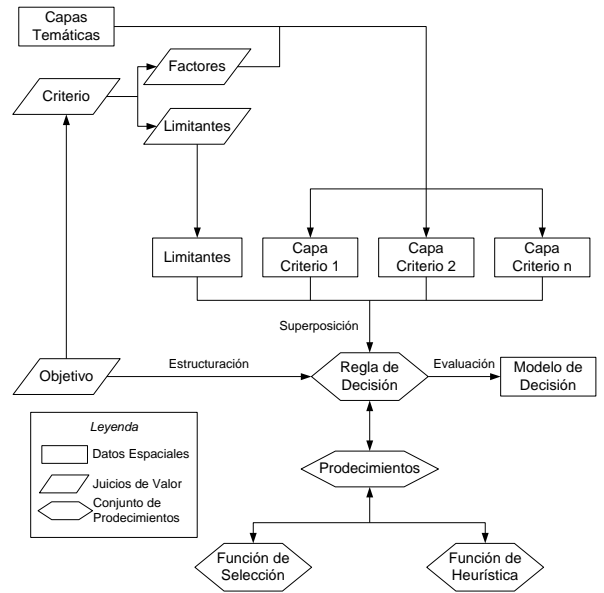 Capas
Temáticas
Factores
Criterio
Limitantes
Limitantes
Capa
Criterio 1
Capa
Criterio 2
Capa
Criterio n
Superposición
Objetivo
Estructuración
Regla de
Decisión
Evaluación
Modelo de
Decisión
Leyenda
Datos Espaciales
Juicios de Valor
Conjunto de
Prodecimientos
Prodecimientos
Función de
Selección
Función de
Heurística